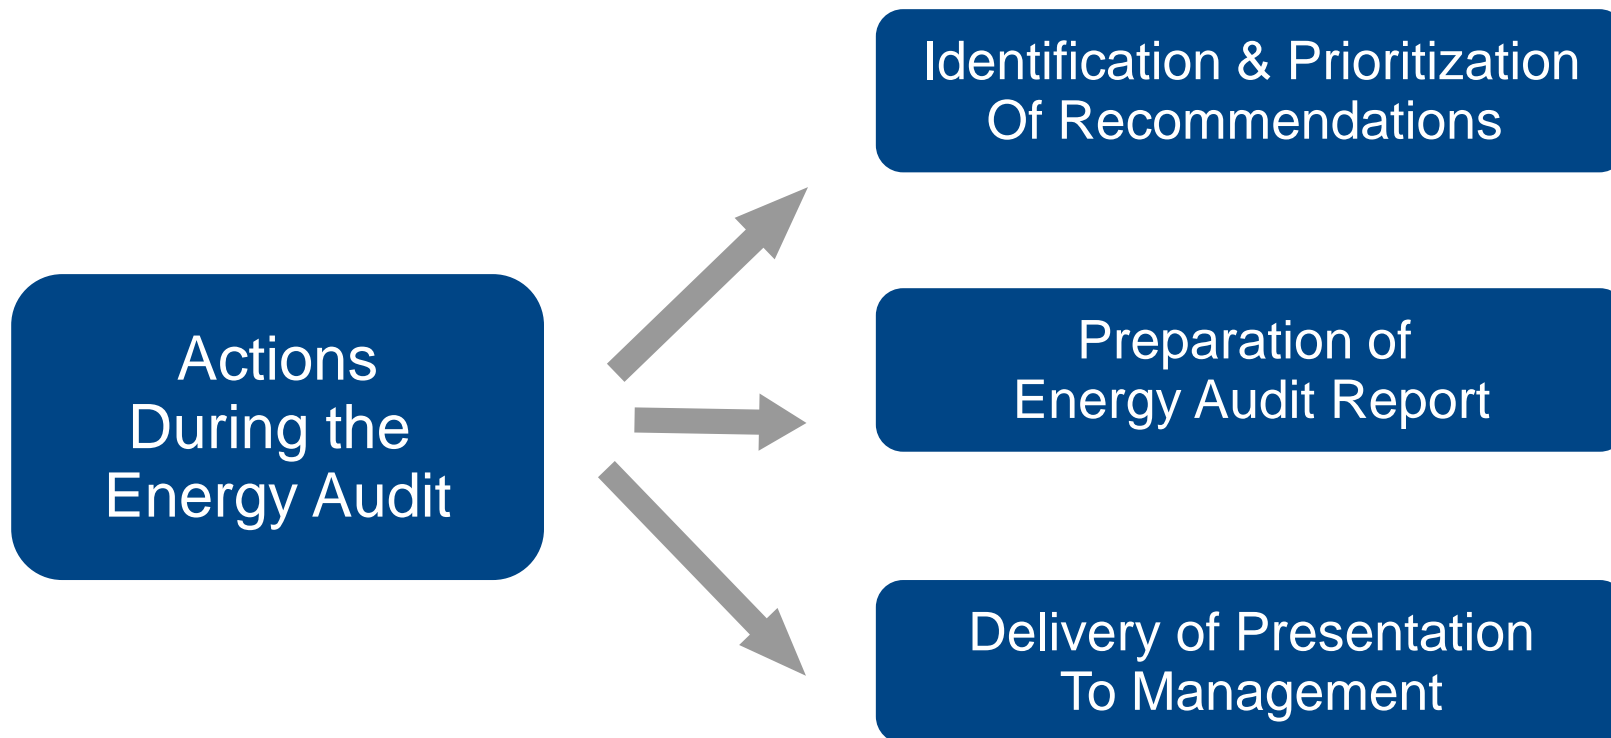 Identification & Prioritization
Of Recommendations
Actions
During the
Energy Audit
Preparation of
Energy Audit Report
Delivery of Presentation
To Management